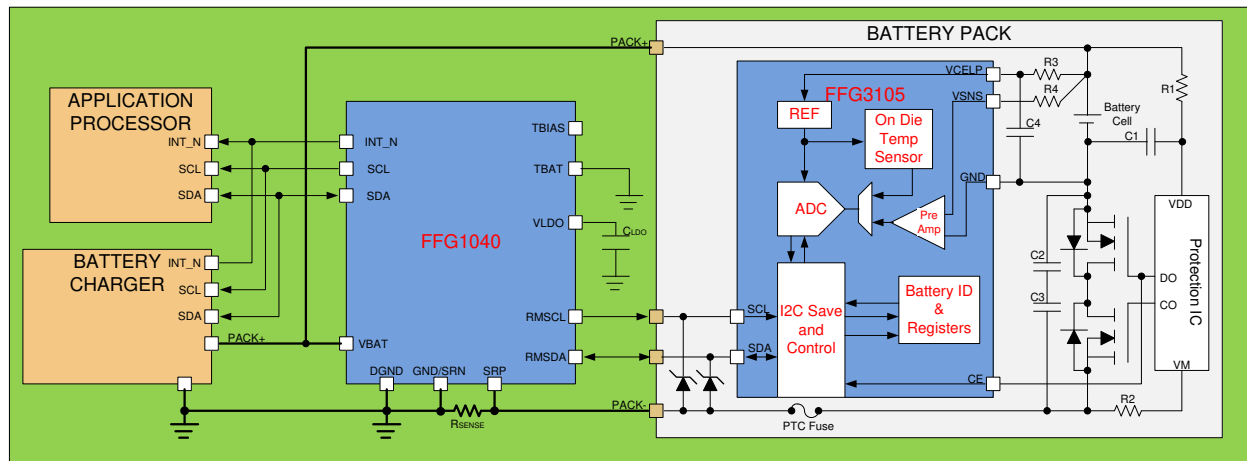 BATTERY PACK
PACK+
APPLICATION
PROCESSOR
INT_N
SCL
SDA
BATTERY
CHARGER
INT_N
SCL
SDA
PACK+
INT_N
SCL
SDA
FFG1040
TBIAS
TBAT
VLDO
CLDO
RMSCL
RMSDA
VBAT
DGND
GND/SRN
SRP
RSENSE
PACK-
PTC Fuse
FFG3105
VCELP
VSNS
REF
On Die
Temp
Sensor
ADC
Pre
Amp
GND
SCL
SDA
I2C Save
and
Control
Battery ID
&
Registers
CE
R3
R4
C4
R1
Battery
Cell
C1
C2
C3
VDD
Protection IC
DO
CO
VM
R2